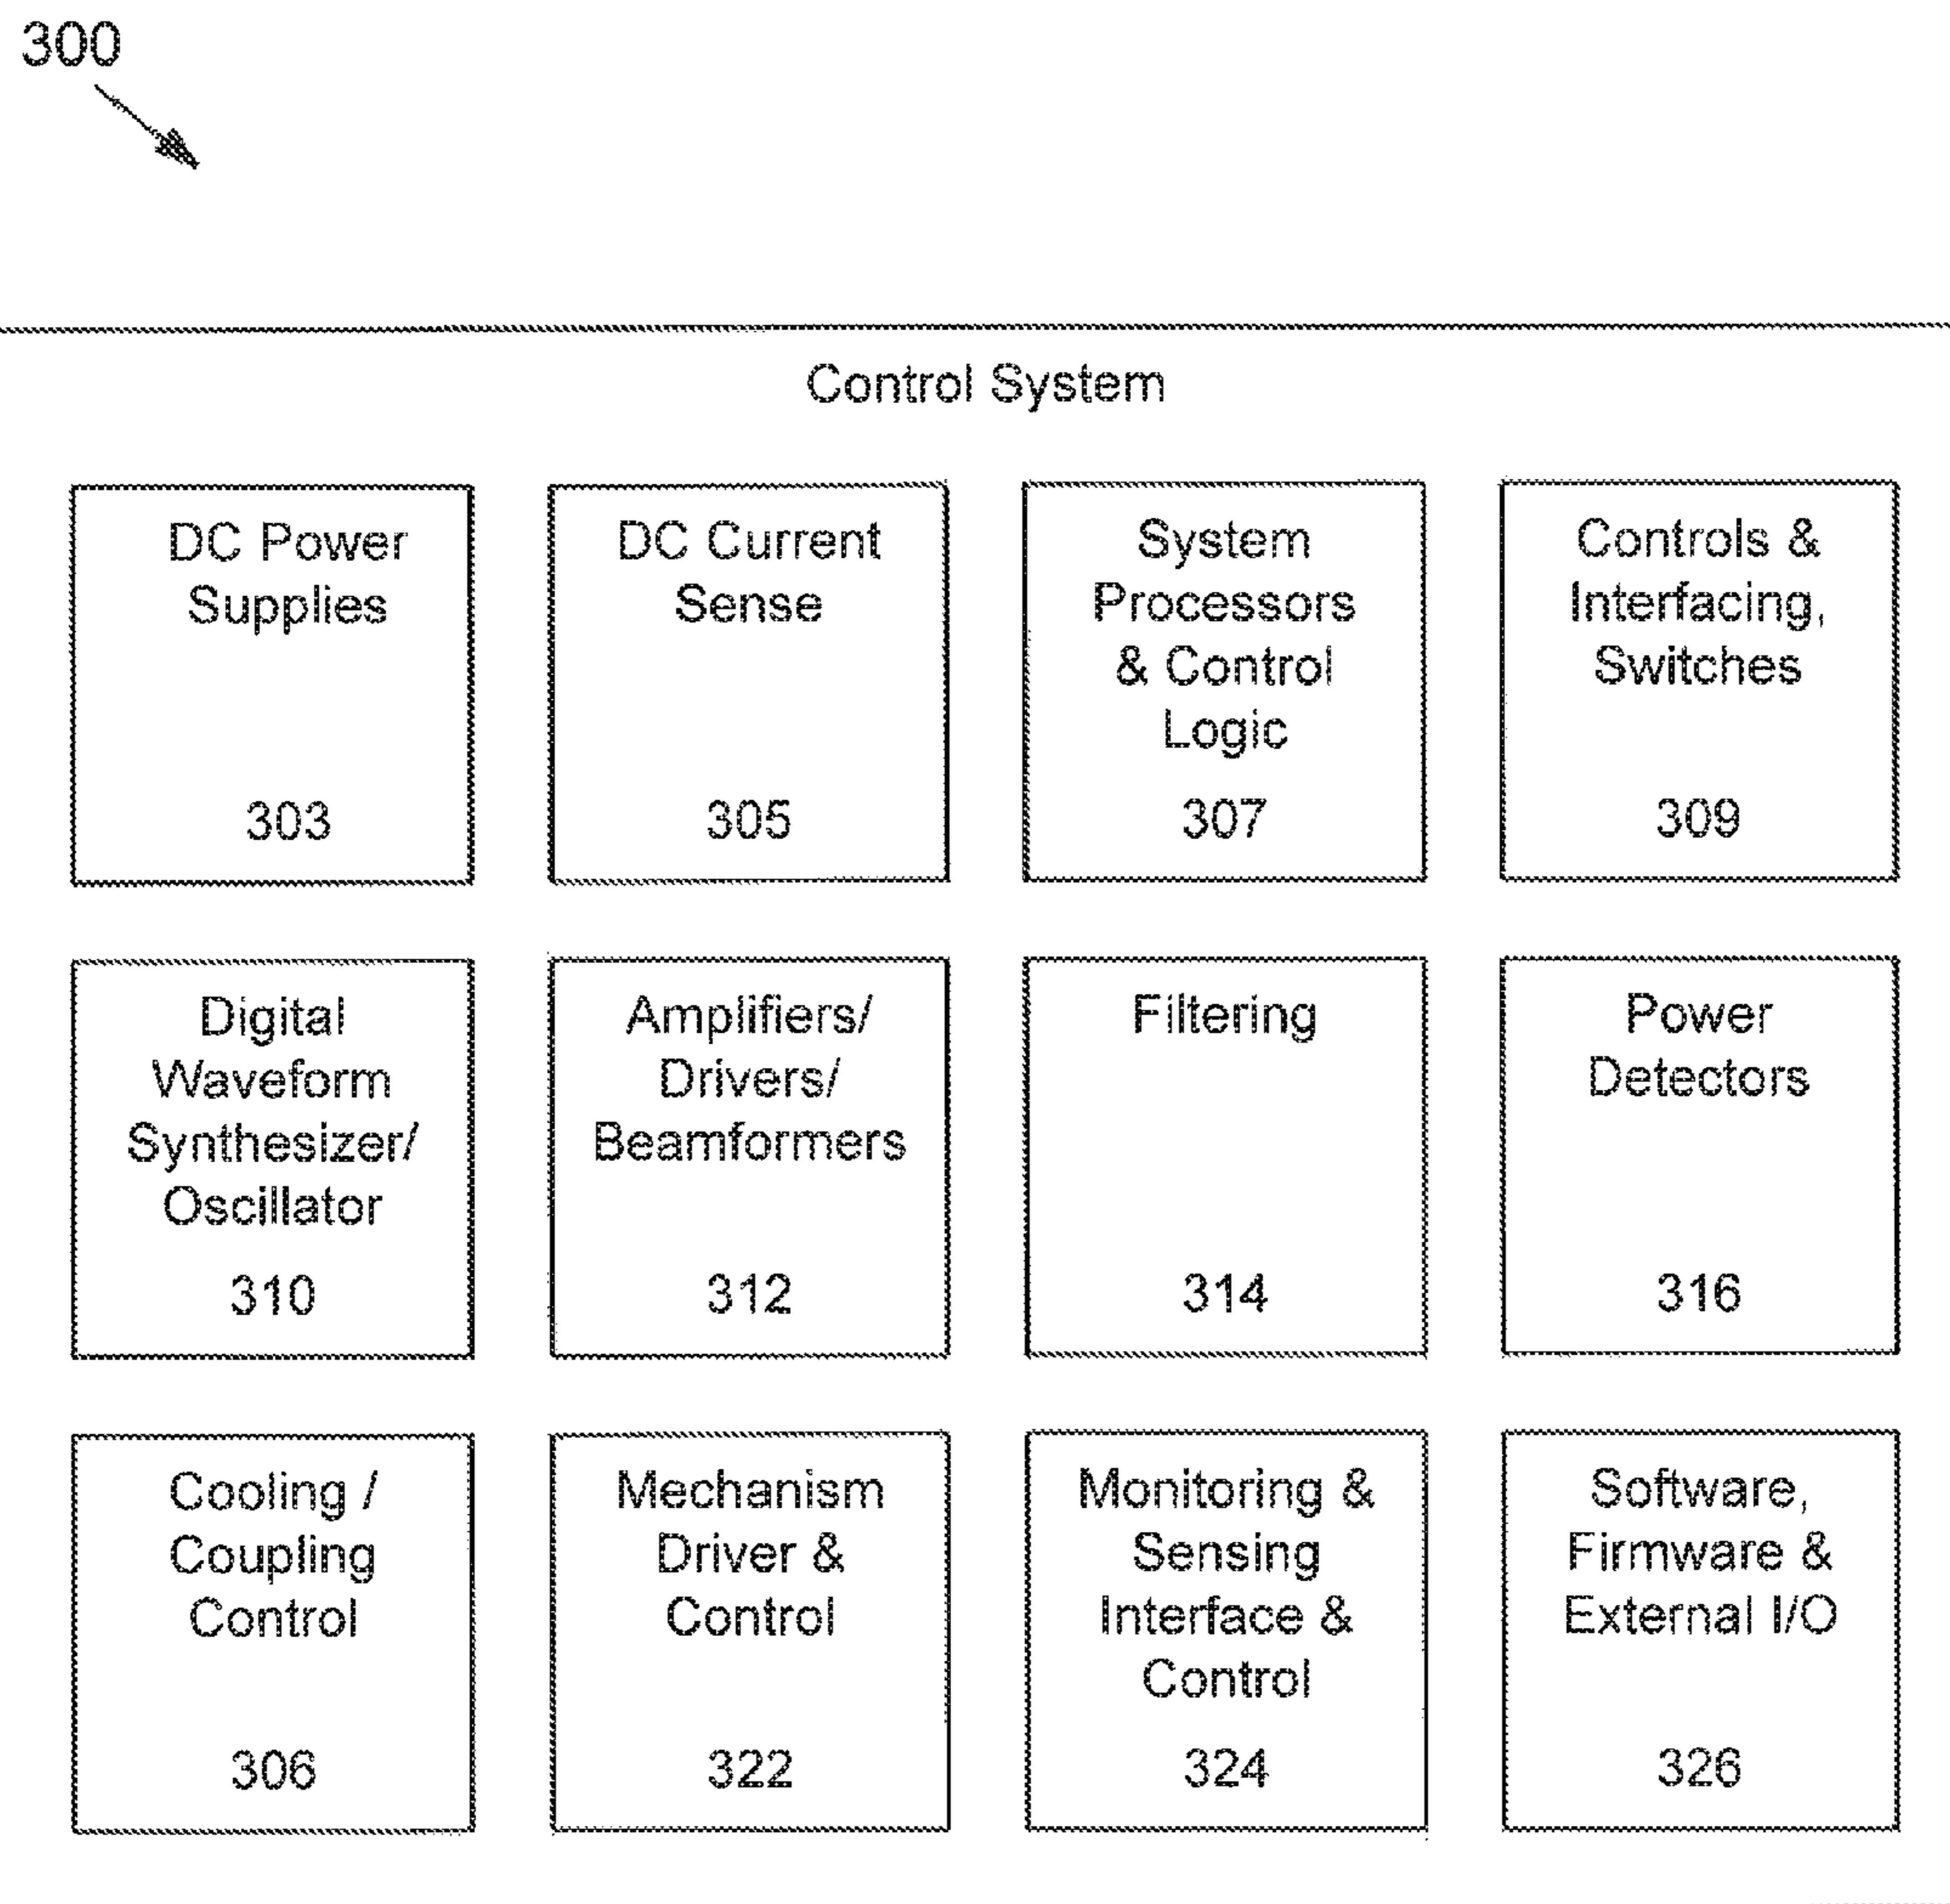 300
Control System
DC Power
Supplies
303
DC Current
Sense
305
System
Processors
& Control
Logic
307
Controls &
Interfacing,
Switches
309
Digital
Waveform
Synthesizer/
Oscillator
310
Amplifiers/
Drivers/
Beamformers
312
Filtering
314
Power
Detectors
316
Cooling /
Coupling
Control
306
Mechanism
Driver &
Control
322
Monitoring &
Sensing
Interface &
Control
324
Software,
Firmware &
External I/O
326